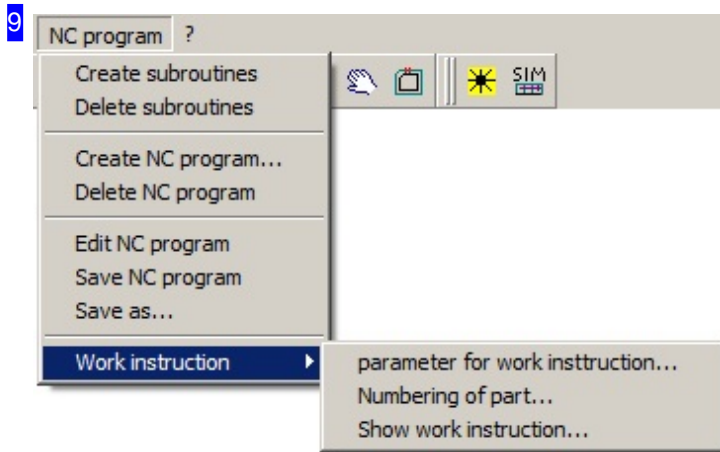 9
NC program ?
Create subroutines
Delete subroutines
SIM
Create NC program...
Delete NC program
Edit NC program
Save NC program
Save as...
Work instruction
parameter for work insttruction...
Numbering of part...
Show work instruction...